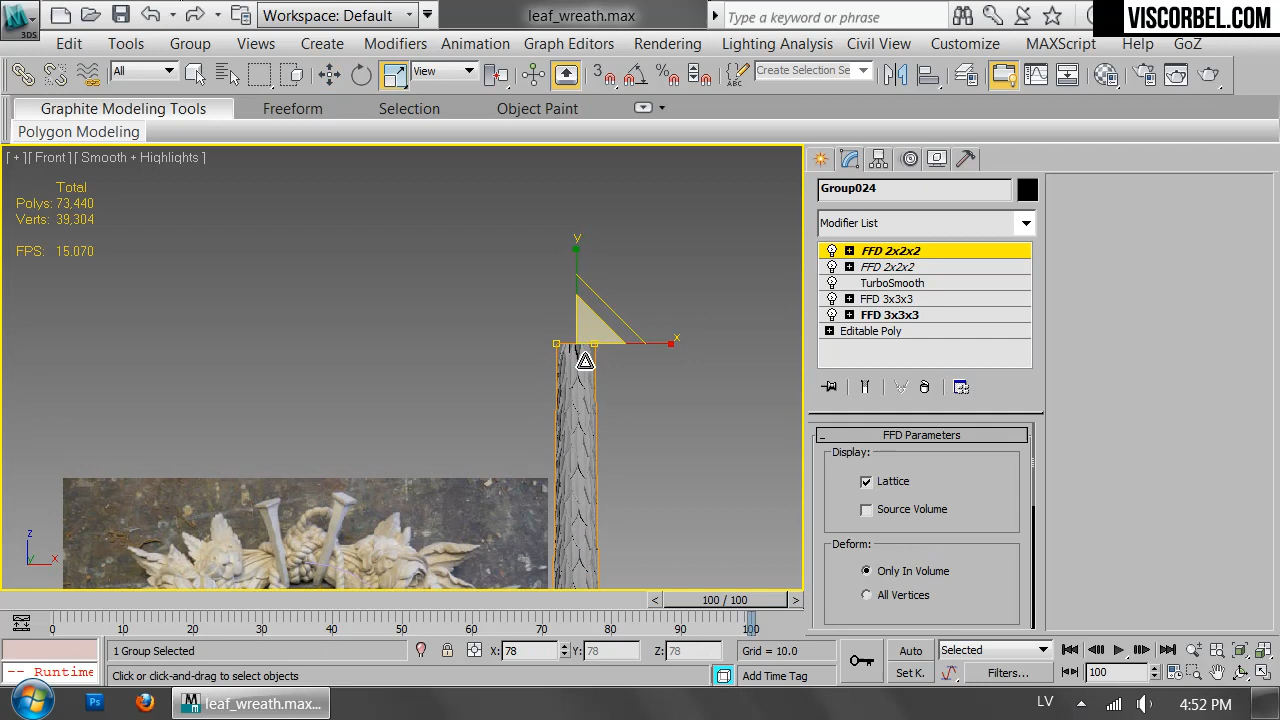 3DS
Workspace: Default
leaf_wreath.max
Type a keyword or phrase
VISCORBEL.COM
Edit Tools Group Views Create Modifiers Animaton Graph Editors Rendering Lighting Analysis Civil View Customize MAXScript Help GoZ
All View 3 ABC Create Selection Se
Graphite Modeling Tools Freeform Selection Object Paint
Polygon Modeling
[ + ][ Front ][ Smooth + Highlights ]
Total
Polys: 73,440
Verts: 39,304
FPS: 15.070
y
x
z
y x
Group024
Modifier List
FFD 2x2x2
FFD 2x2x2
TurboSmooth
FFD 3x3x3
FFD 3x3x3
Editable Poly
FFD Parameters
Display:
Lattice
Source Volume
Deform:
Only In Volume
All Vertices
< 100 / 100 >
0 10 20 30 40 50 60 70 80 90 100
1 Group Selected X: 78 Y: 78 Z: 78 Grid = 10.0 Auto Selected
-- Runtime Click or click-and-drag to select objects Add Time Tag Set K. Filters... 100
Ps leaf_wreath.max... LV 4:52 PM